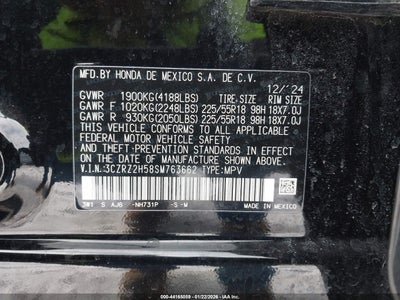 MFD.BY HONDA DE MEXICO S.A. DE C.V.
12/'24
GVWR 1900KG(4188LBS) TIRE SIZE RIM SIZE
GAWR F 1020KG(2248LBS) 225/55R18 98H 18X7.0J
GAWR R 930KG(2050LBS) 225/55R18 98H 18X7.0J
THIS VEHICLE CONFORMS TO ALL APPLICABLE
FEDERAL MOTOR VEHICLE SAFETY AND
THEFT-PREVENTION STANDARDS IN EFFECT ON
THE DATE OF MANUFACTURE SHOWN ABOVE.
V.I.N.:3CZRZ2H58SM763662 TYPE:MPV
3W1 S AJ6 -NH731P -S-M MADE IN MEXICO
000-44165059 - 01/22/2026 - IAA Inc.